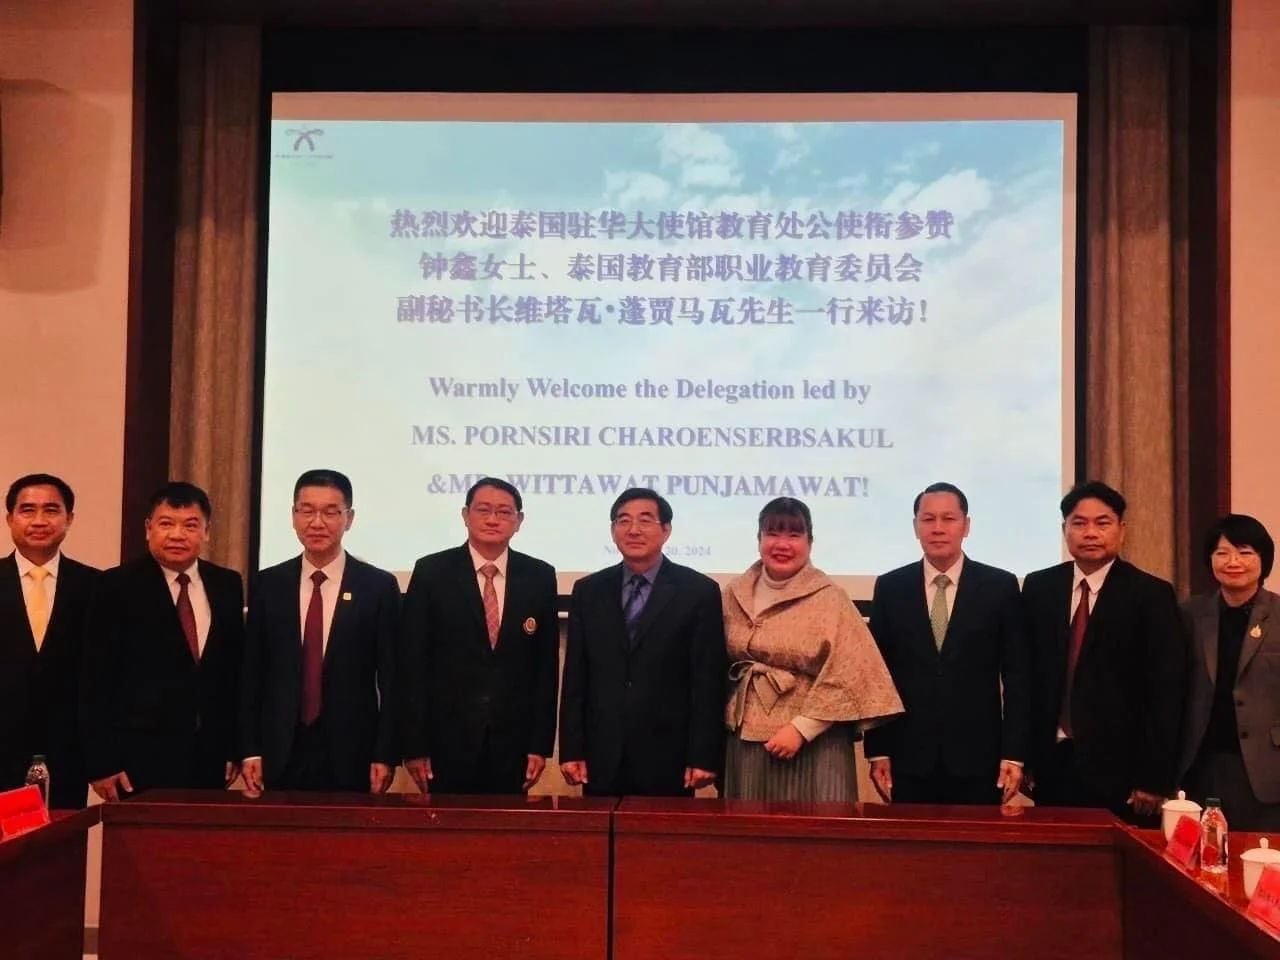 热烈欢迎泰国驻华大使馆教育处公使衔参赞
钟鑫女士、泰国教育部职业教育委员会
副秘书长维塔瓦•蓬贾马瓦先生一行来访！
Warmly Welcome the Delegation led by
MS. PORNSIRI CHAROENSERBSAKUL
& WITTAWAT PUNJAMAWAT!
20, 2024